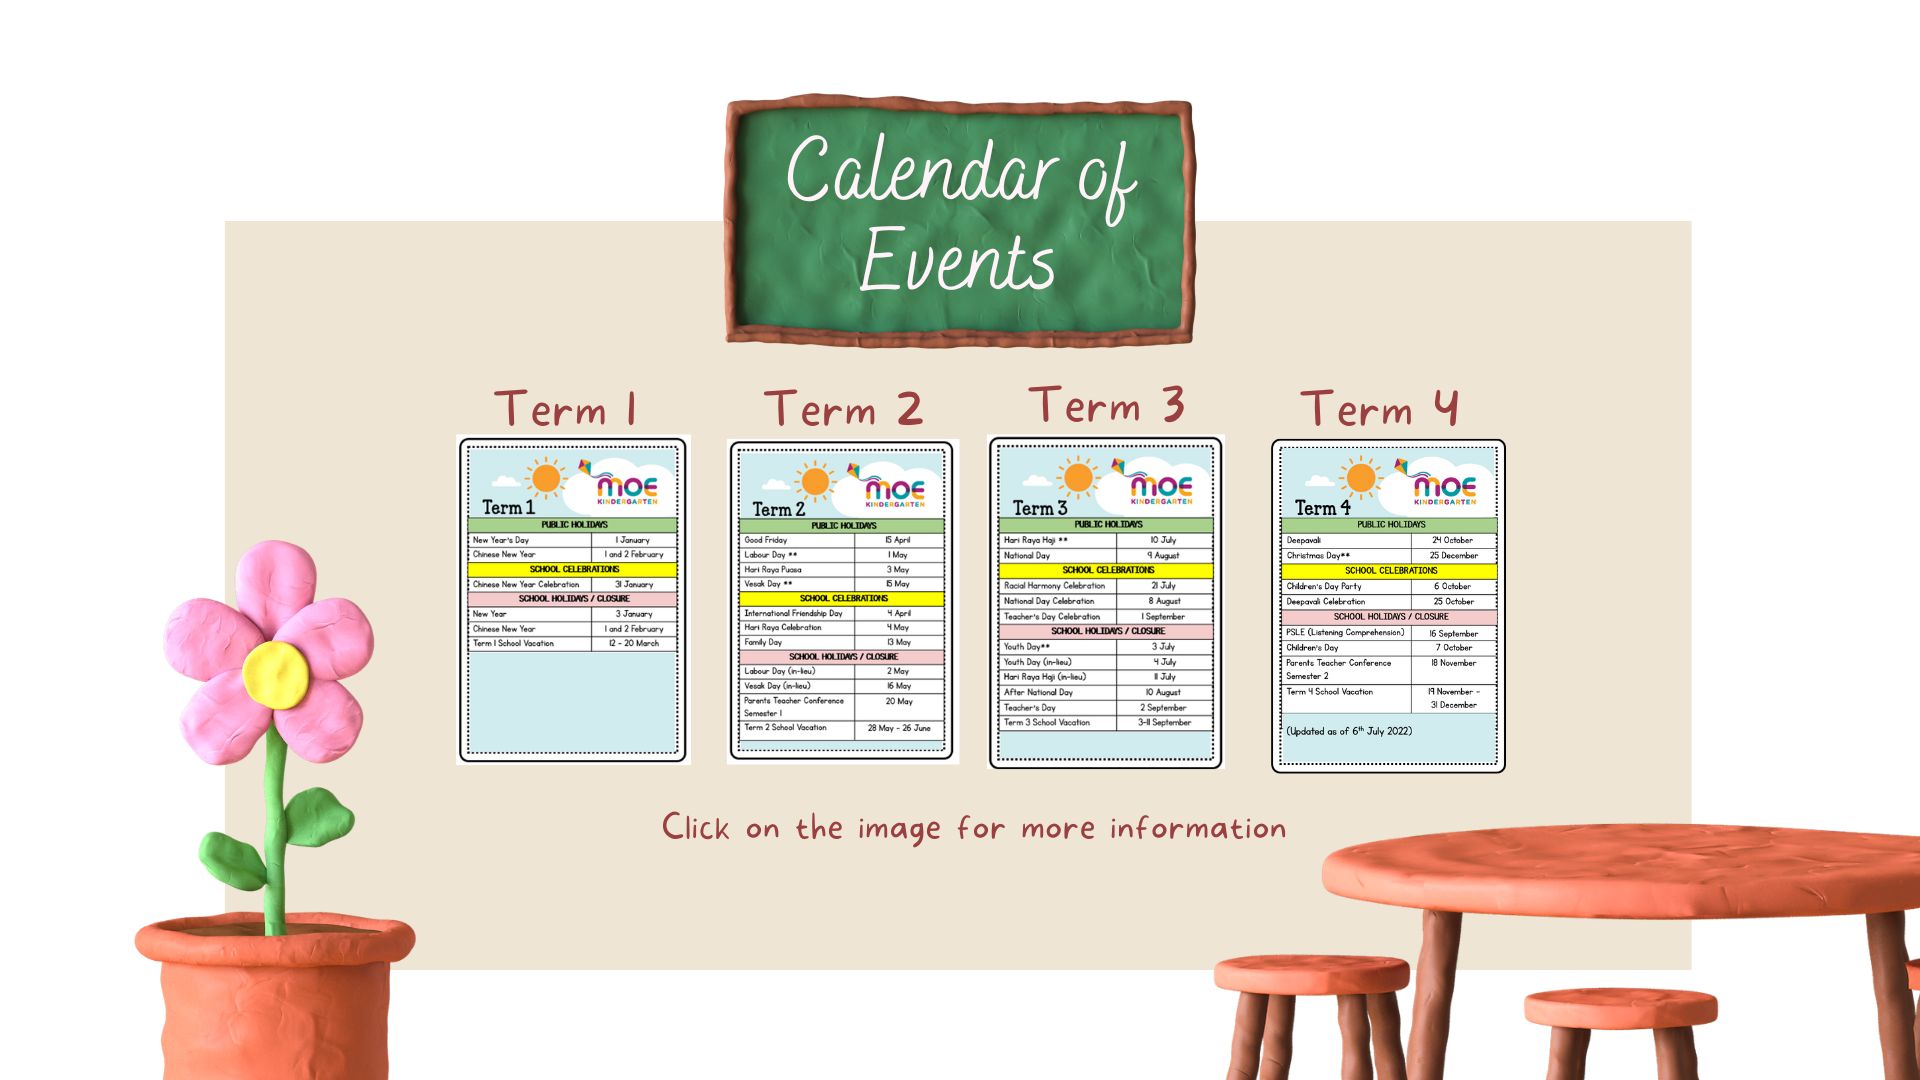 Calendar of
Events
Term 1
Term 2
Term 3
Term 4
MOE
KINDERGARTEN
Term 1
PUBLIC HOLIDAYS
New Year's Day 1 January
Chinese New Year 1 and 2 February
SCHOOL CELEBRATIONS
Chinese New Year Celebration 31 January
SCHOOL HOLIDAYS / CLOSURE
New Year 3 January
Chinese New Year 1 and 2 February
Term 1 School Vacation 12 - 20 March
MOE
KINDERGARTEN
Term 2
PUBLIC HOLIDAYS
Good Friday 15 April
Labour Day ** 1 May
Hari Raya Puasa 3 May
Vesak Day ** 15 May
SCHOOL CELEBRATIONS
International Friendship Day 4 April
Hari Raya Celebration 4 May
Family Day 13 May
SCHOOL HOLIDAYS / CLOSURE
Labour Day (in-lieu) 2 May
Vesak Day (in-lieu) 16 May
Parents Teacher Conference 20 May
Semester 1
Term 2 School Vacation 28 May - 26 June
MOE
KINDERGARTEN
Term 3
PUBLIC HOLIDAYS
Hari Raya Haji ** 10 July
National Day 9 August
SCHOOL CELEBRATIONS
Racial Harmony Celebration 21 July
National Day Celebration 8 August
Teacher's Day Celebration 1 September
SCHOOL HOLIDAYS / CLOSURE
Youth Day** 3 July
Youth Day (in-lieu) 4 July
Hari Raya Haji (in-lieu) 11 July
After National Day 10 August
Teacher's Day 2 September
Term 3 School Vacation 3-11 September
MOE
KINDERGARTEN
Term 4
PUBLIC HOLIDAYS
Deepavali 24 October
Christmas Day** 25 December
SCHOOL CELEBRATIONS
Children's Day Party 6 October
Deepavali Celebration 25 October
SCHOOL HOLIDAYS / CLOSURE
PSLE (Listening Comprehension) 16 September
Children's Day 7 October
Parents Teacher Conference 18 November
Semester 2
Term 4 School Vacation 19 November -
31 December
(Updated as of 6th July 2022)
Click on the image for more information